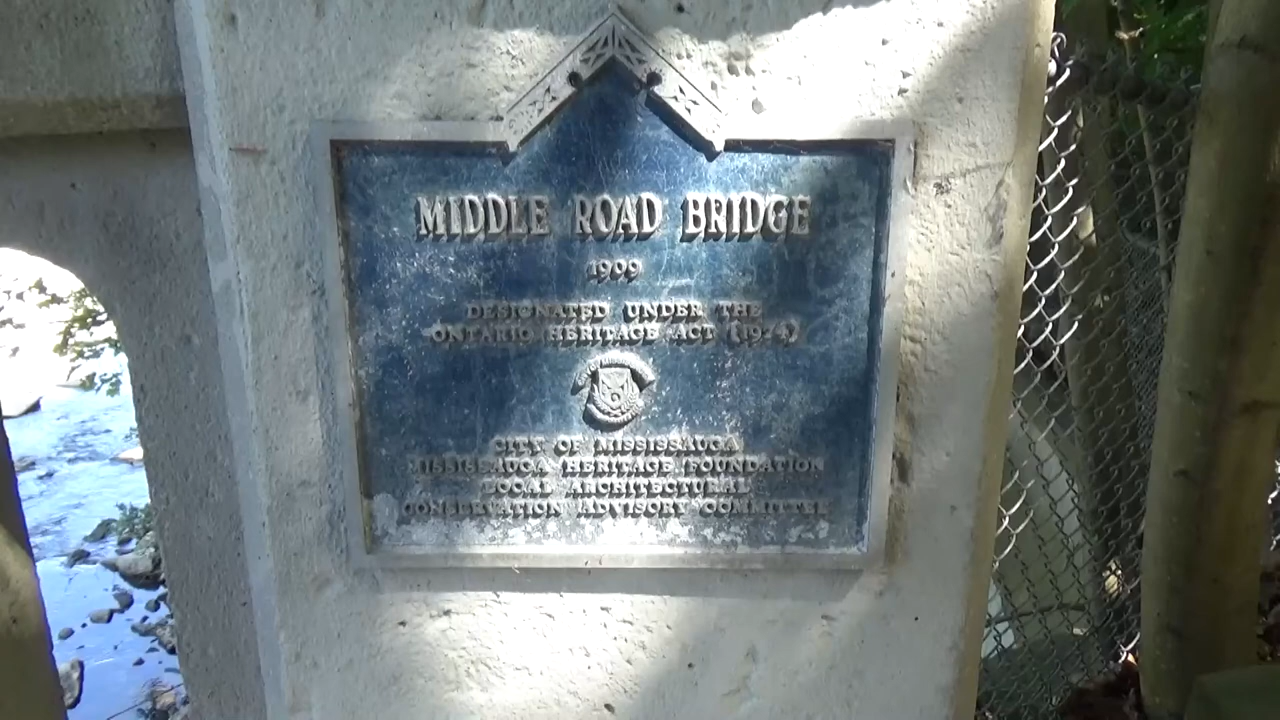 MIDDLE ROAD BRIDGE
1909
DESIGNATED UNDER THE
ONTARIO HERITAGE ACT (1974)
CITY OF MISSISSAUGA
MISSISSAUGA HERITAGE FOUNDATION
LOCAL ARCHITECTURAL
CONSERVATION ADVISORY COMMITTEE